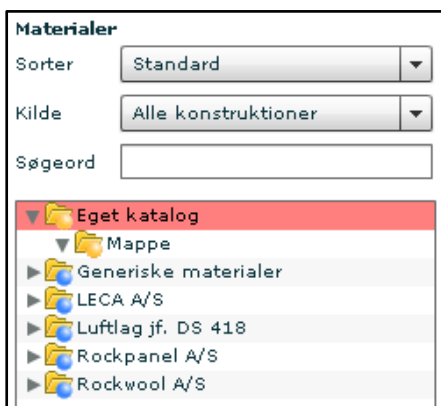 Materialer
Sorter Standard
Kilde Alle konstruktioner
Søgeord
Eget katalog
Mappe
Generiske materialer
LECA A/S
Luftlag jf. DS 418
Rockpanel A/S
Rockwool A/S